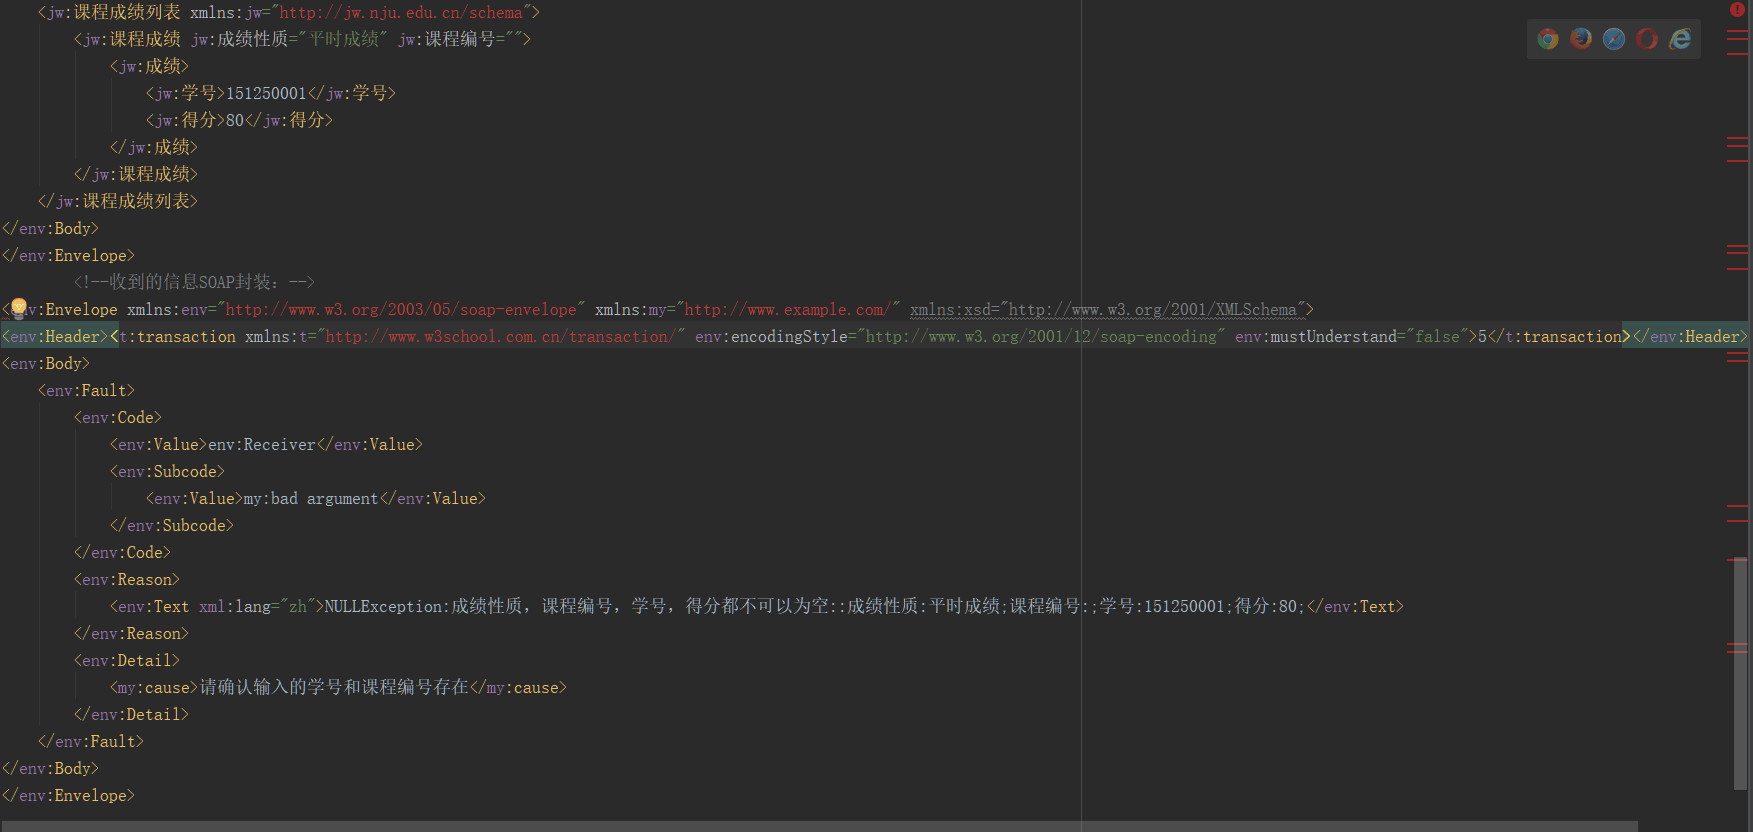 <jw:课程成绩列表 xmlns:jw="http://jw.nju.edu.cn/schema">
<jw:课程成绩 jw:成绩性质="平时成绩" jw:课程编号="">
<jw:成绩>
<jw:学号>151250001</jw:学号>
<jw:得分>80</jw:得分>
</jw:成绩>
</jw:课程成绩>
</jw:课程成绩列表>
</env:Body>
</env:Envelope>
<!--收到的信息SOAP封装: -->
<env:Envelope xmlns:env="http://www.w3.org/2003/05/soap-envelope" xmlns:my="http://www.example.com/" xmlns:xsd="http://www.w3.org/2001/XMLSchema">
<env:Header><t:transaction xmlns:t="http://www.w3school.com.cn/transaction/" env:encodingStyle="http://www.w3.org/2001/12/soap-encoding" env:mustUnderstand="false">5</t:transaction></env:Header>
<env:Body>
<env:Fault>
<env:Code>
<env:Value>env:Receiver</env:Value>
<env:Subcode>
<env:Value>my:bad argument</env:Value>
</env:Subcode>
</env:Code>
<env:Reason>
<env:Text xml:lang="zh">NULLException:成绩性质，课程编号，学号，得分都不可以为空::成绩性质:平时成绩;课程编号:;学号:151250001;得分:80;</env:Text>
</env:Reason>
<env:Detail>
<my:cause>请确认输入的学号和课程编号存在</my:cause>
</env:Detail>
</env:Fault>
</env:Body>
</env:Envelope>